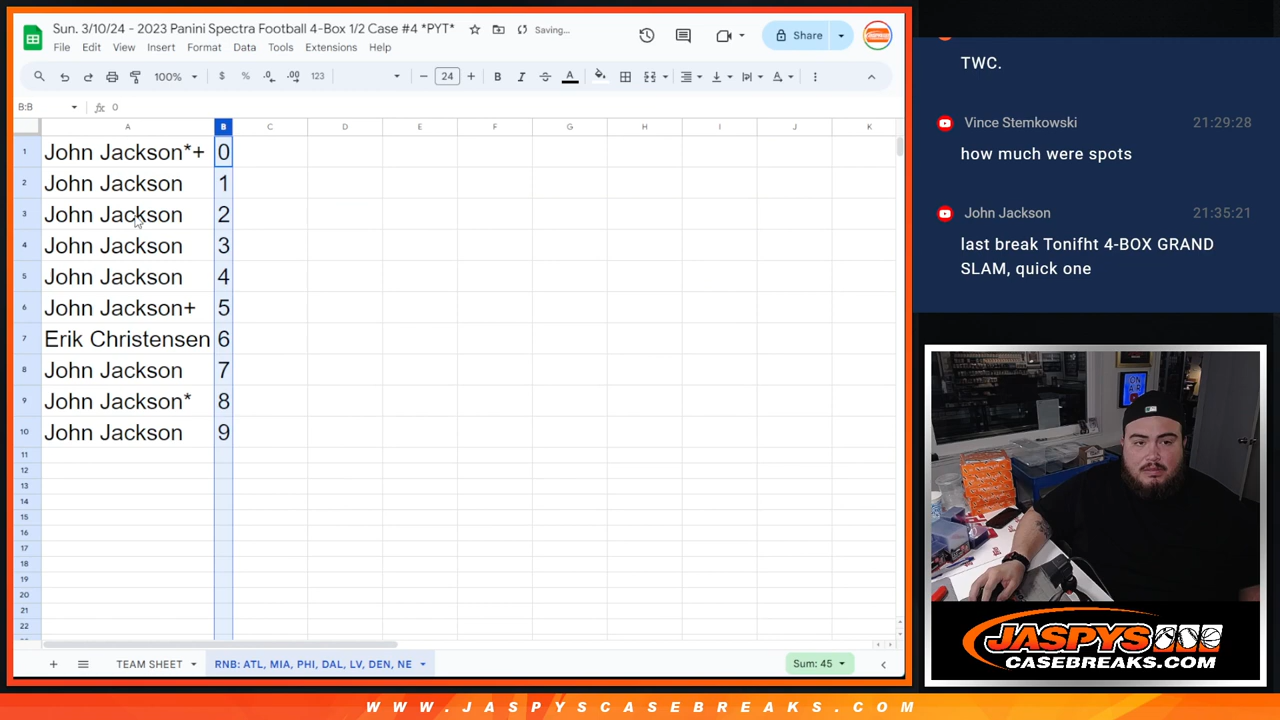 Sun. 3/10/24 - 2023 Panini Spectra Football 4-Box 1/2 Case #4 *PYT*
Saving...
File Edit View Insert Format Data Tools Extensions Help
Share
100% $ % .0 .00 123 24 B I A
B:B fx 0
A B C D E F G H I J K
1 John Jackson*+ 0
2 John Jackson 1
3 John Jackson 2
4 John Jackson 3
5 John Jackson 4
6 John Jackson+ 5
7 Erik Christensen 6
8 John Jackson 7
9 John Jackson* 8
10 John Jackson 9
11
12
13
14
15
16
17
18
19
20
21
22
TEAM SHEET RNB: ATL, MIA, PHI, DAL, LV, DEN, NE Sum: 45
TWC.
Vince Stemkowski 21:29:28
how much were spots
John Jackson 21:35:21
last break Tonifht 4-BOX GRAND
SLAM, quick one
ON AIR
JASPYS
CASEBREAKS.COM
WWW.JASPYSCASEBREAKS.COM